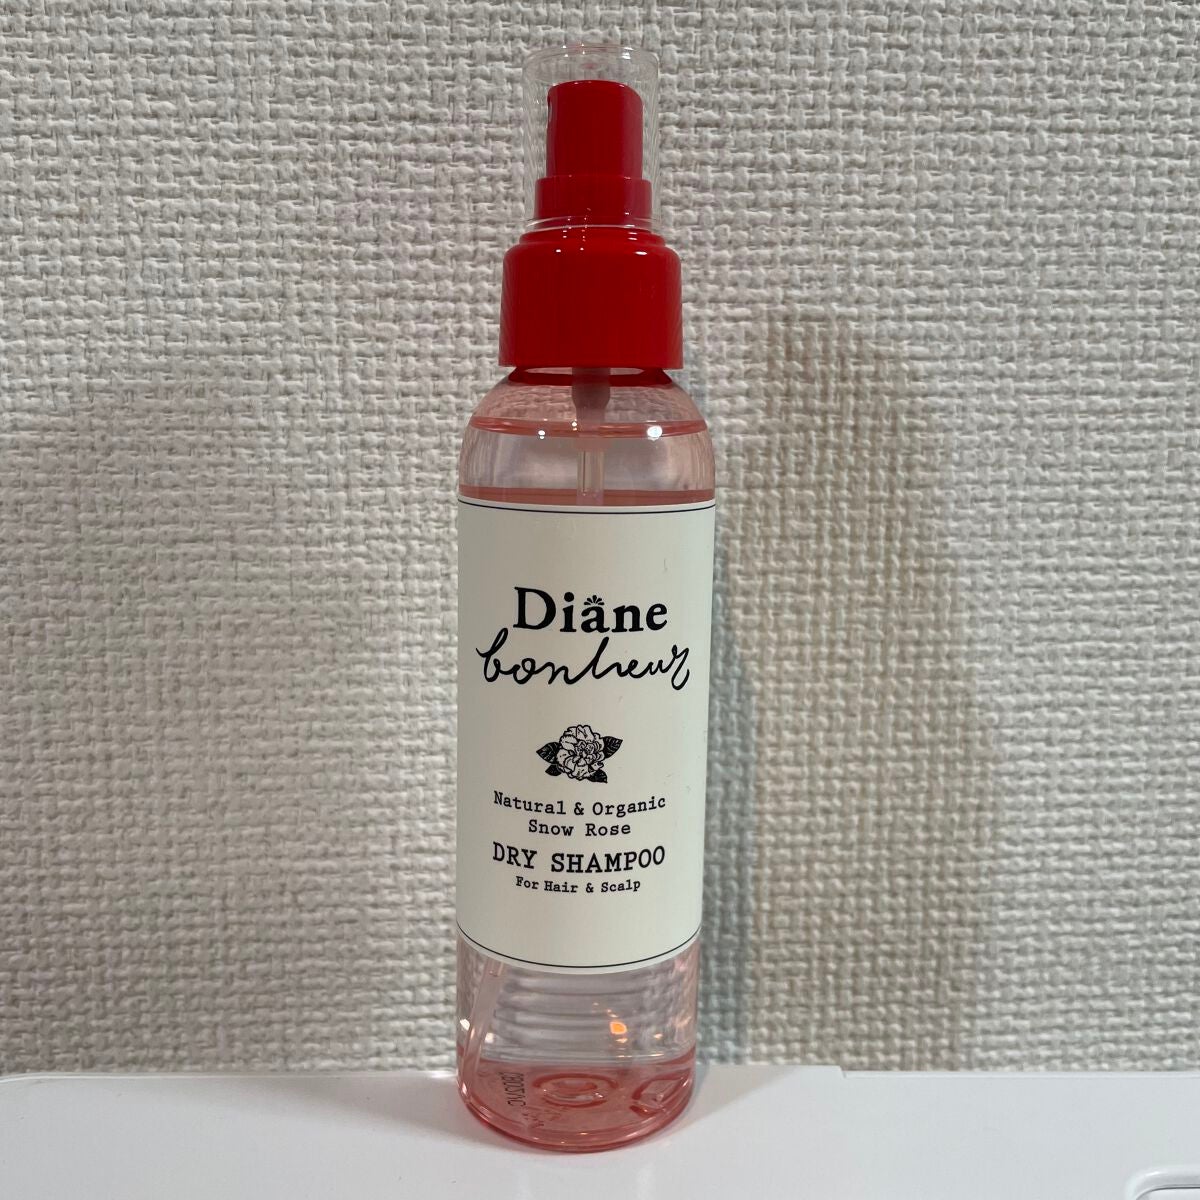 Diane
bonheur
Natural & Organic
Snow Rose
DRY SHAMPOO
For Hair & Scalp